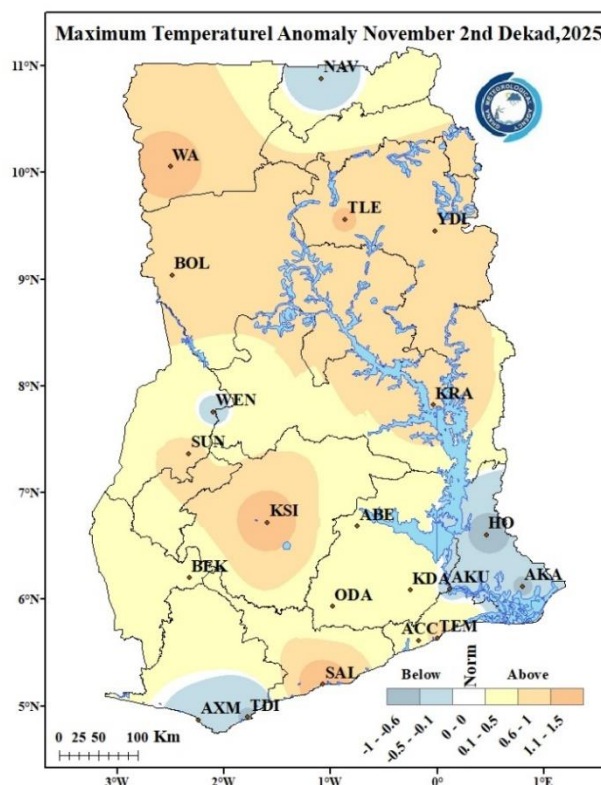 Maximum Temperaturel Anomaly November 2nd Dekad,2025
11°N
NAV
GHANA METEOROLOGICAL AGENCY
WA
10°N
TLE
YDI
BOL
9°N
8°N
KRA
WEN
SUN
7°N
KSI
ABE
HO
BEK
KDA
AKU
AKA
6°N
ODA
ACC
TEM
SAL
Below
Norm
Above
5°N
AXM
TDI
-1 - -0.6
-0.5 - -0.1
0 - 0
0.1 - 0.5
0.6 - 1
1.1 - 1.5
0 25 50 100 Km
3°W
2°W
1°W
0°
1°E